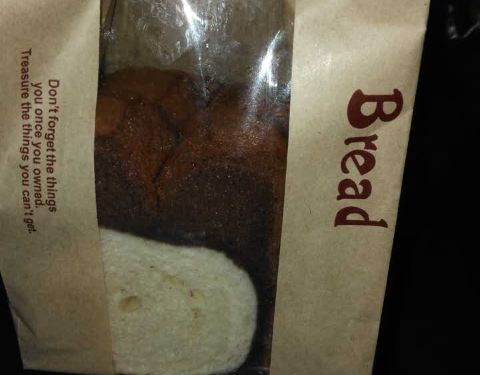 Bread
Don't forget the things
you once you owned.
Treasure the things you can't get.